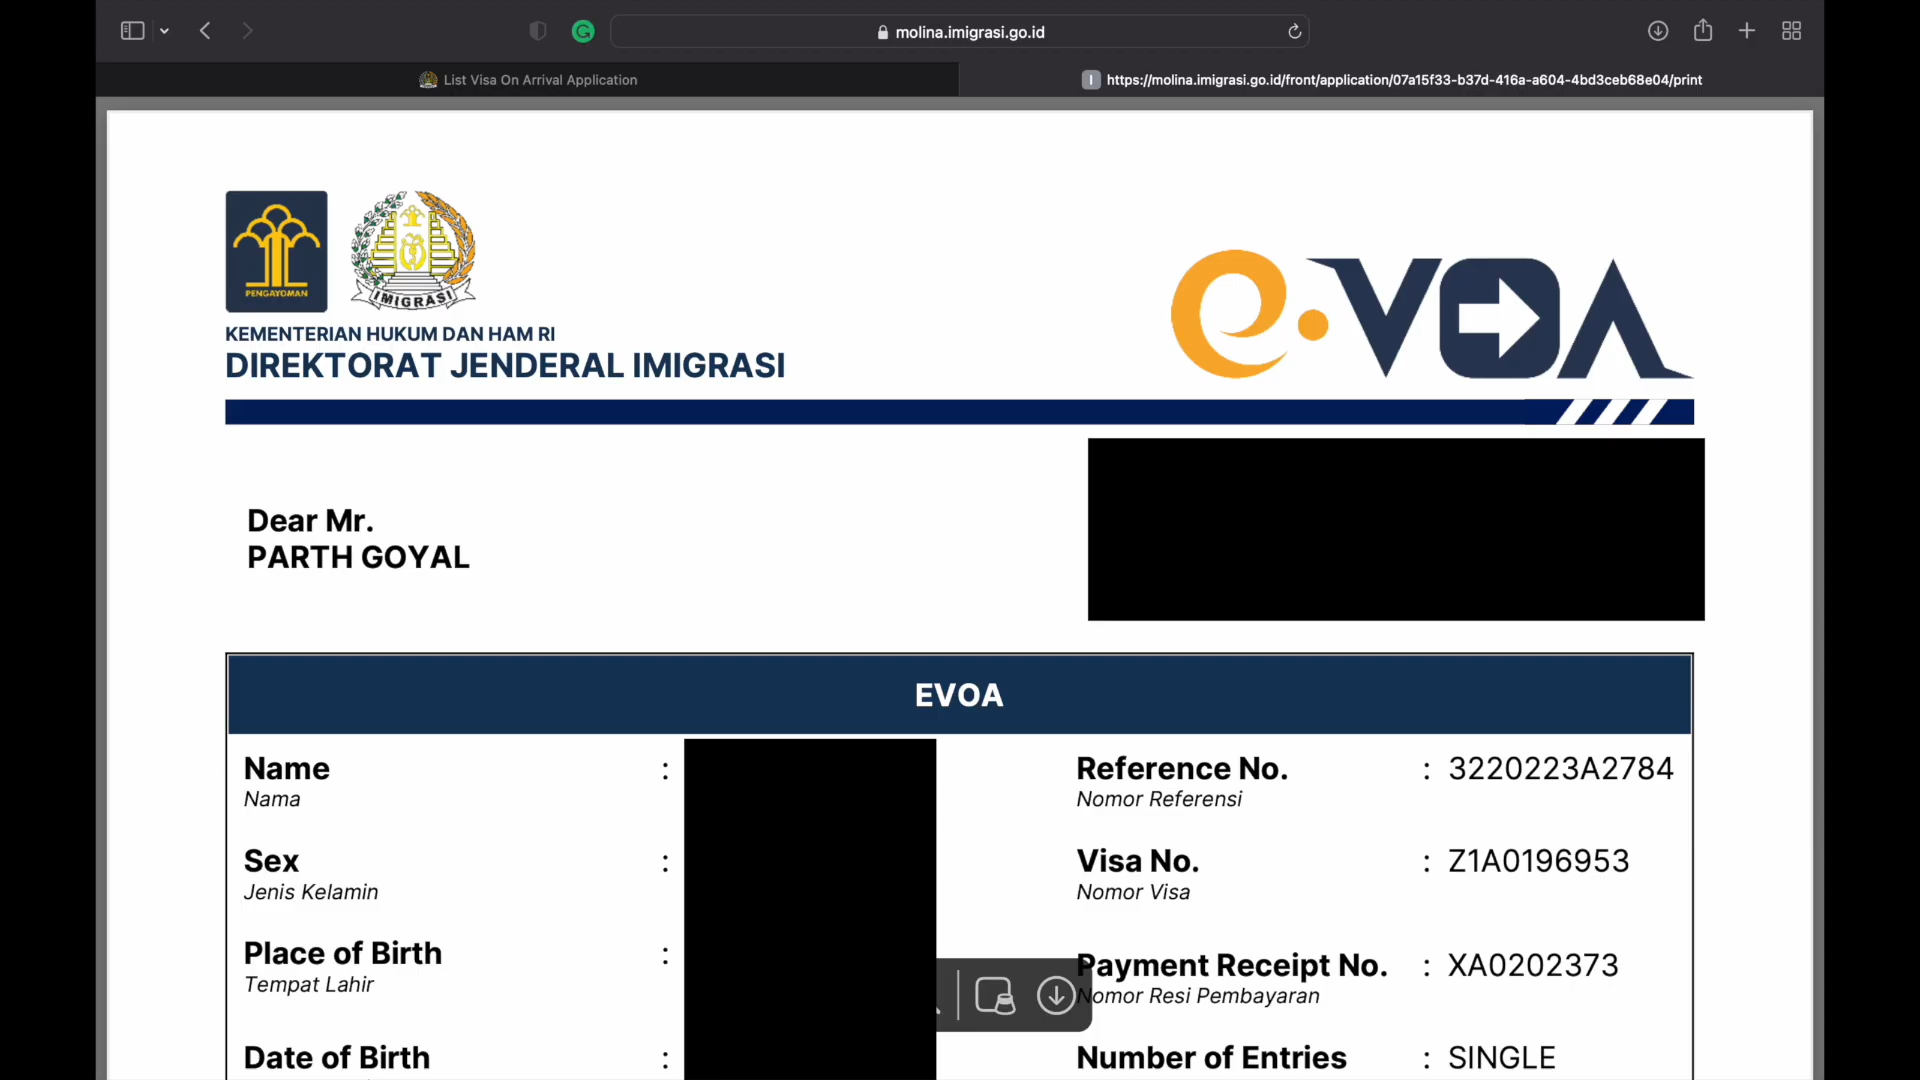 molina.imigrasi.go.id
List Visa On Arrival Application
I https://molina.imigrasi.go.id/front/application/07a15f33-b37d-416a-a604-4bd3ceb68e04/print
PENGAYOMAN
IMIGRASI
KEMENTERIAN HUKUM DAN HAM RI
DIREKTORAT JENDERAL IMIGRASI
e.VOA
Dear Mr.
PARTH GOYAL
EVOA
Name :
Nama
Reference No. : 3220223A2784
Nomor Referensi
Sex :
Jenis Kelamin
Visa No. : Z1A0196953
Nomor Visa
Place of Birth :
Tempat Lahir
Payment Receipt No. : XA0202373
Nomor Resi Pembayaran
Date of Birth :
Number of Entries : SINGLE